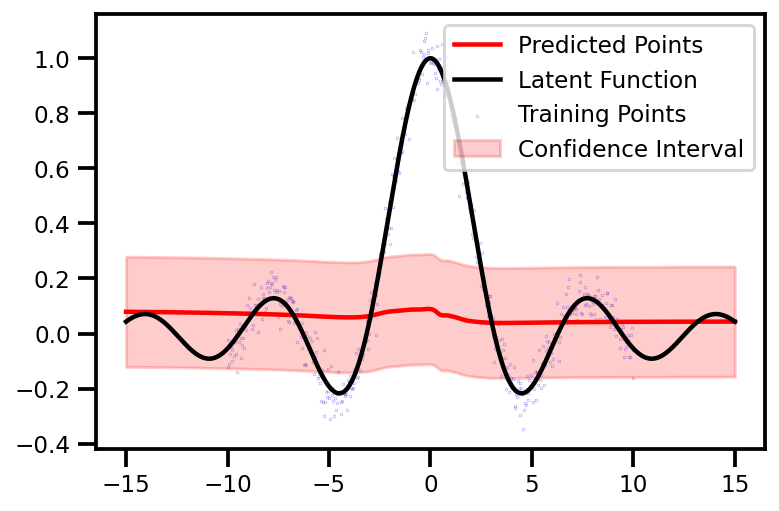 Predicted Points
Latent Function
Training Points
Confidence Interval
1.0
0.8
0.6
0.4
0.2
0.0
−0.2
−0.4
−15 −10 −5 0 5 10 15